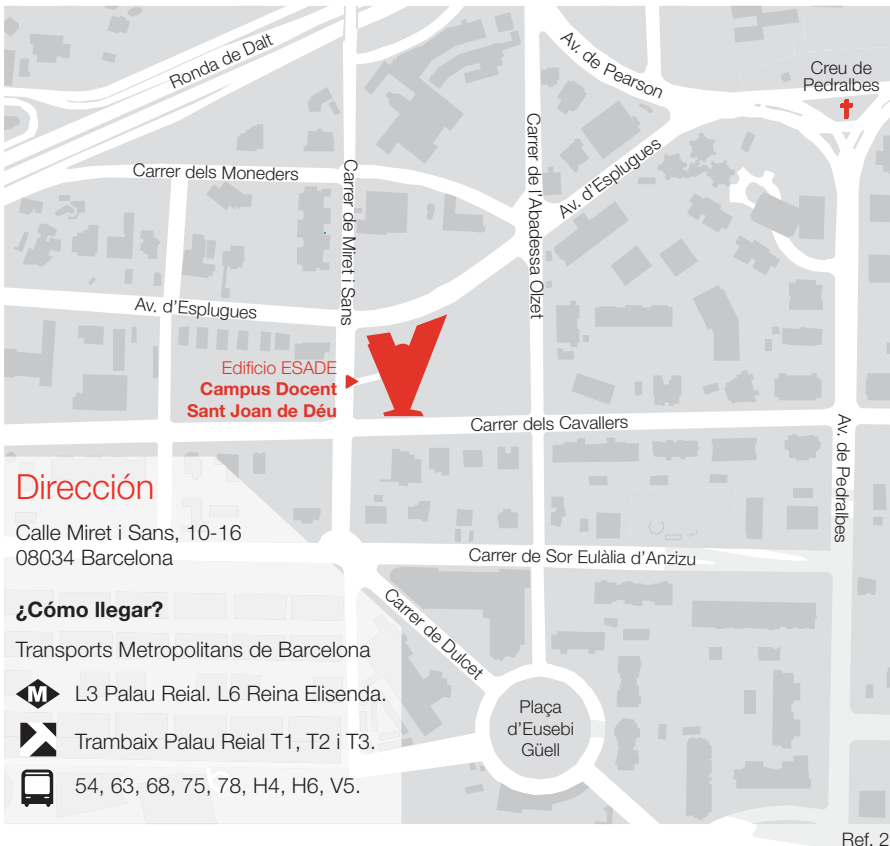 Ronda de Dalt
Av. de Pearson
Creu de
Pedralbes
Carrer dels Moneders
Carrer de Miret i Sans
Carrer de l'Abadessa Olzet
Av. d'Esplugues
Av. d'Esplugues
Edificio ESADE
Campus Docent
Sant Joan de Déu
Carrer dels Cavallers
Av. de Pedralbes
Dirección
Calle Miret i Sans, 10-16
08034 Barcelona
Carrer de Sor Eulàlia d'Anzizu
¿Cómo llegar?
Carrer de Dulcet
Transports Metropolitans de Barcelona
M
L3 Palau Reial. L6 Reina Elisenda.
Plaça
d'Eusebi
Güell
Trambaix Palau Reial T1, T2 i T3.
54, 63, 68, 75, 78, H4, H6, V5.
Ref. 2